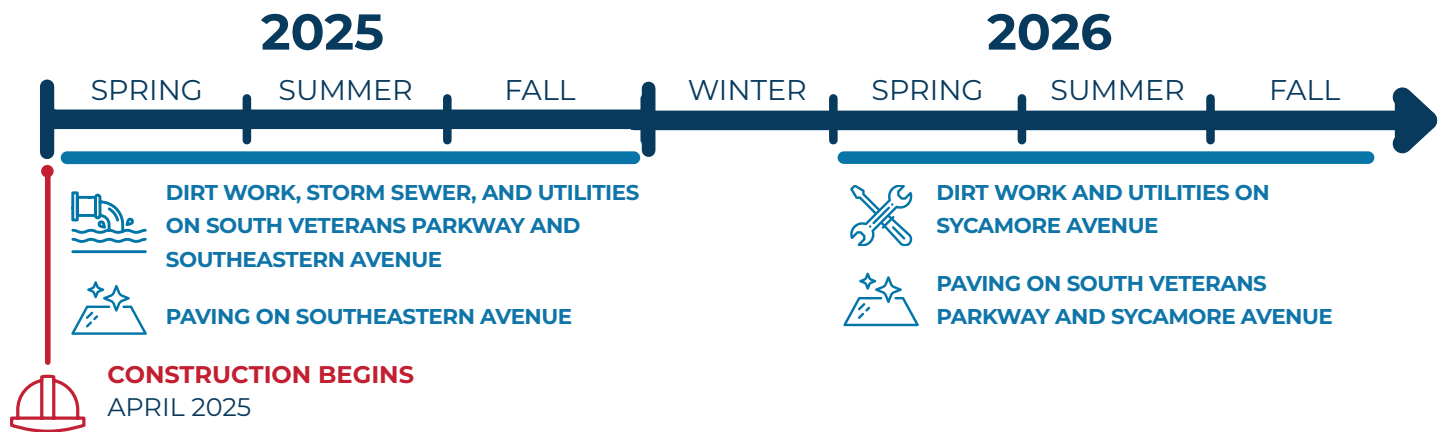 2025 2026
SPRING SUMMER FALL WINTER SPRING SUMMER FALL
DIRT WORK, STORM SEWER, AND UTILITIES
ON SOUTH VETERANS PARKWAY AND
SOUTHEASTERN AVENUE
PAVING ON SOUTHEASTERN AVENUE
CONSTRUCTION BEGINS
APRIL 2025
DIRT WORK AND UTILITIES ON
SYCAMORE AVENUE
PAVING ON SOUTH VETERANS
PARKWAY AND SYCAMORE AVENUE